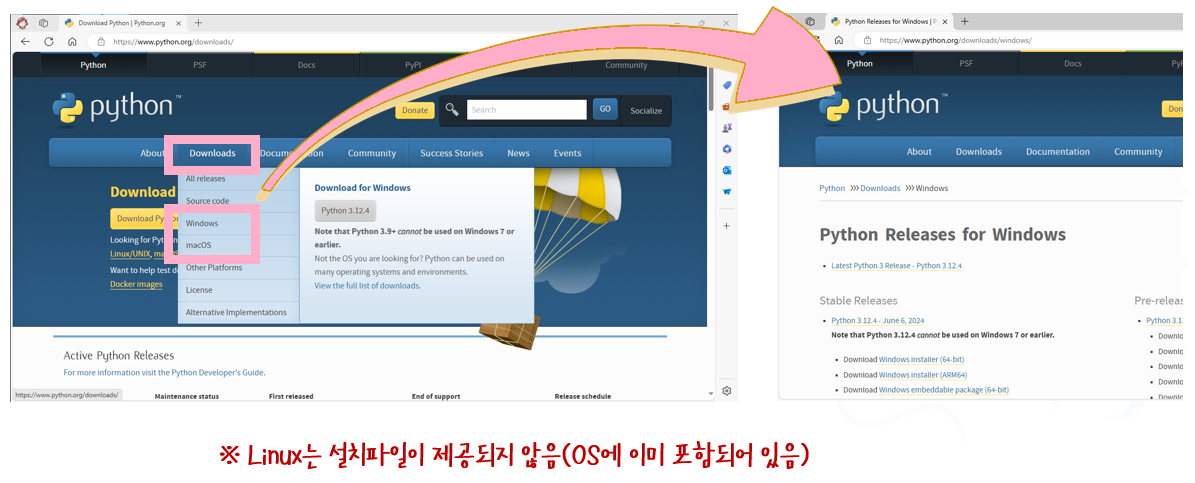 Download Python | Python.org
https://www.python.org/downloads/
Python PSF Docs PyPI Community
python™
Donate Search GO Socialize
About Downloads Documentation Community Success Stories News Events
All releases
Source code
Windows
macOS
Other Platforms
License
Alternative Implementations
Download for Windows
Python 3.12.4
Note that Python 3.9+ cannot be used on Windows 7 or
earlier.
Not the OS you are looking for? Python can be used on
many operating systems and environments.
View the full list of downloads.
Download
Download
Looking for
Linux/UNIX,
Want to help test
Docker images
Active Python Releases
For more information visit the Python Developer's Guide.
https://www.python.org/downloads/
Maintenance status First released End of support Release schedule
Python Releases for Windows | P
https://www.python.org/downloads/windows/
Python PSF Docs
python™
About Downloads Documentation Community
Python >>> Downloads >>> Windows
Python Releases for Windows
Latest Python 3 Release - Python 3.12.4
Stable Releases
Python 3.12.4 - June 6, 2024
Note that Python 3.12.4 cannot be used on Windows 7 or earlier.
Download Windows installer (64-bit)
Download Windows installer (ARM64)
Download Windows embeddable package (64-bit)
Pre-relea
Python 3.1
※ Linux는 설치파일이 제공되지 않음(OS에 이미 포함되어 있음)